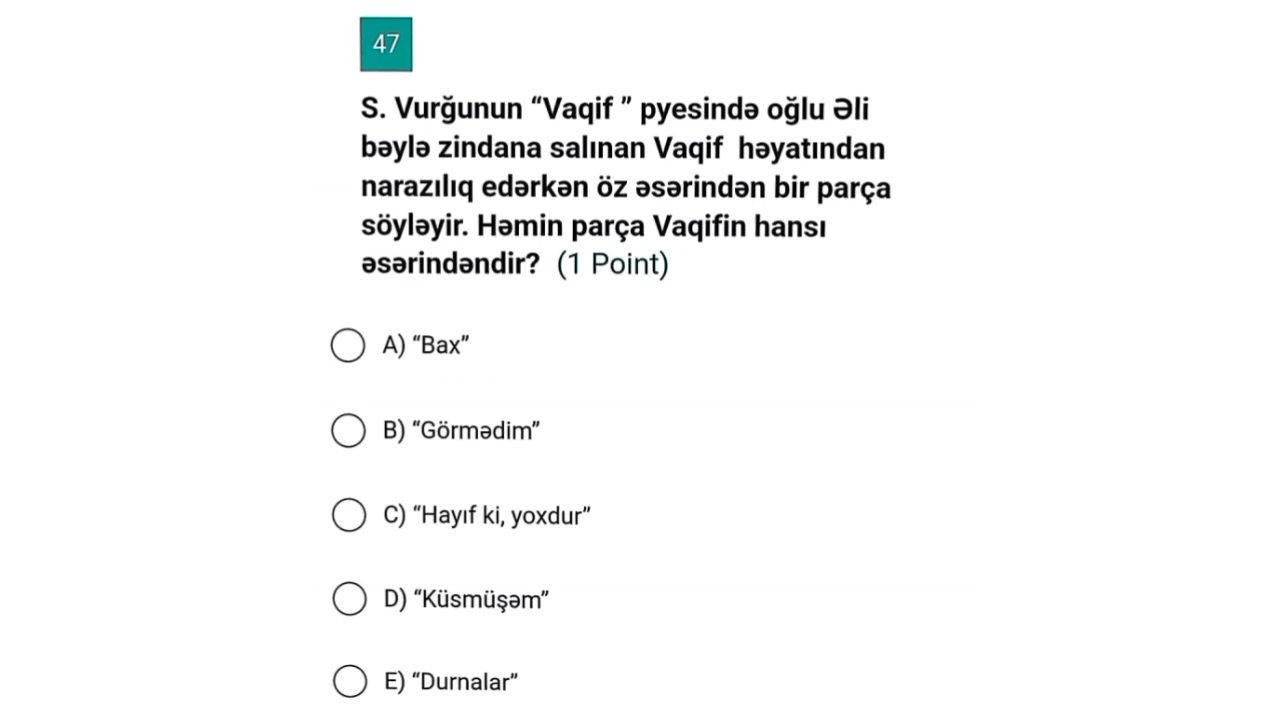 47
S. Vurğunun “Vaqif ” pyesində oğlu Əli
bəylə zindana salınan Vaqif həyatından
narazılıq edərkən öz əsərindən bir parça
söyləyir. Həmin parça Vaqifin hansı
əsərindəndir? (1 Point)
A) “Bax”
B) “Görmədim”
C) “Hayıf ki, yoxdur”
D) “Küsmüşəm”
E) “Durnalar”